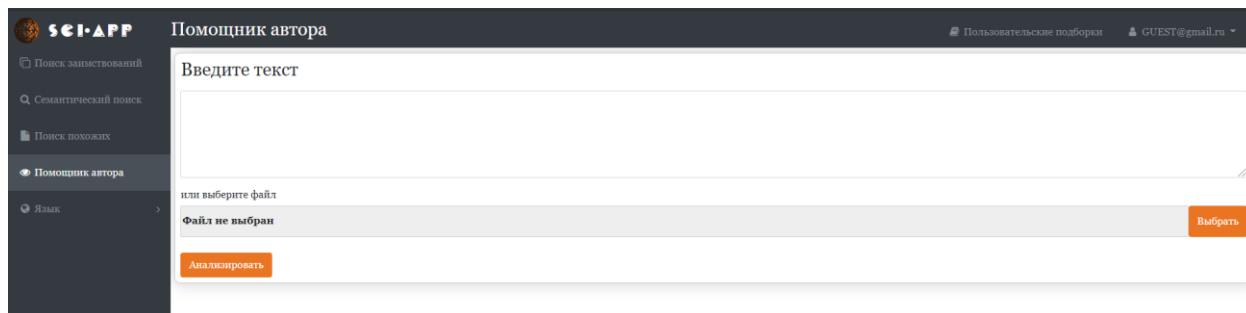 SCI·APP
Помощник автора
Пользовательские подборки
GUEST@gmail.ru
Поиск заимствований
Семантический поиск
Поиск похожих
Помощник автора
Язык
Введите текст
или выберите файл
Файл не выбран
Выбрать
Анализировать